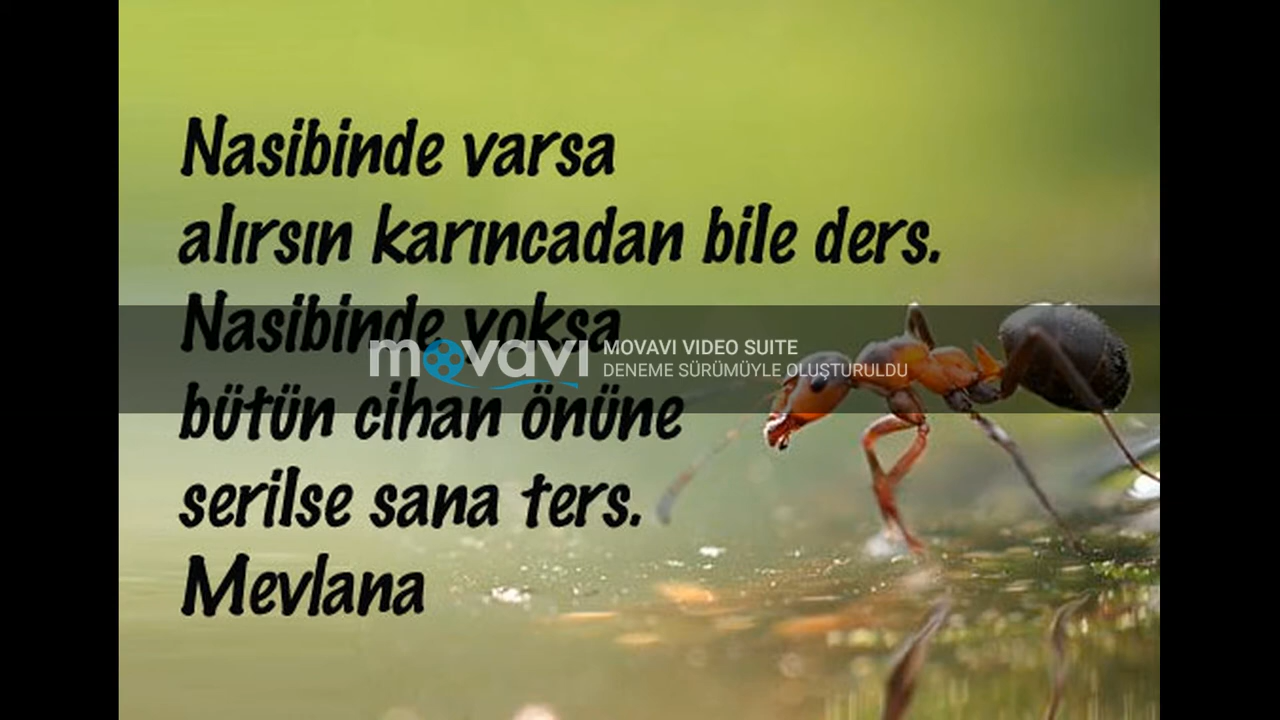 Nasibinde varsa
alırsın karıncadan bile ders.
Nasibinde yoksa
movavi MOVAVI VIDEO SUITE
DENEME SÜRÜMÜYLE OLUŞTURULDU
bütün cihan önüne
serilse sana ters.
Mevlana